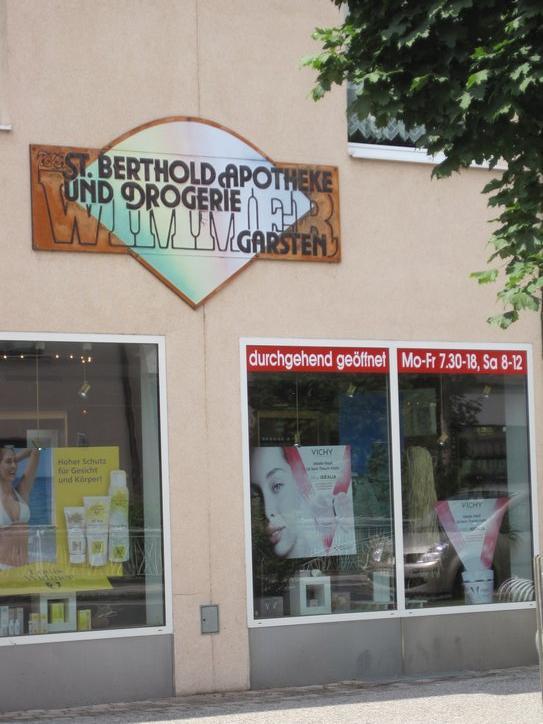 ST. BERTHOLD APOTHEKE
UND DROGERIE
WIMMER
GARSTEN
durchgehend geöffnet
Mo-Fr 7.30-18, Sa 8-12
Hoher Schutz
für Gesicht
und Körper!
VICHY
IDÉALIA
VICHY